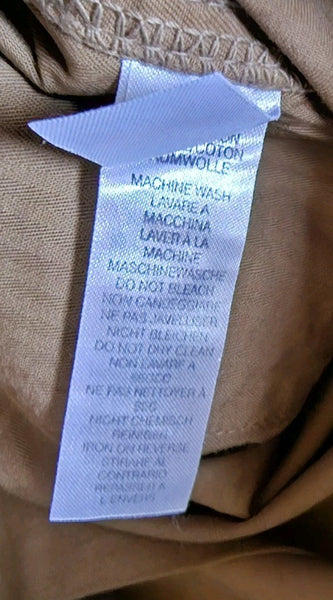 COTON
MACHINE WASH
LAVARE A
MACCHINA
LAVER À LA
MACHINE
MASCHINEWÄSCHE
DO NOT BLEACH
NON CANDEGGIARE
NE PAS JAVELLISER
NICHT BLEICHEN
DO NOT DRY CLEAN
NON LAVARE A
SECCO
NE PAS NETTOYER À
SEC
NICHT CHEMISCH
REINIGEN
IRON ON REVERSE
STIRARE AL
CONTRARIO
REPASSER À
L'ENVERS